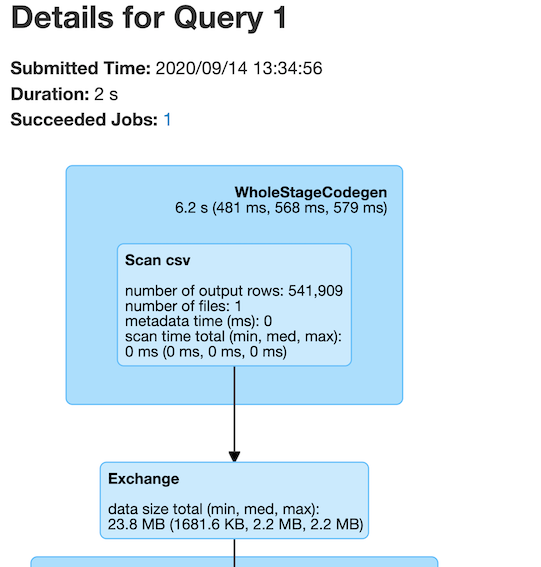 Details for Query 1
Submitted Time: 2020/09/14 13:34:56
Duration: 2 s
Succeeded Jobs: 1
WholeStageCodegen
6.2 s (481 ms, 568 ms, 579 ms)
Scan csv
number of output rows: 541,909
number of files: 1
metadata time (ms): 0
scan time total (min, med, max):
0 ms (0 ms, 0 ms, 0 ms)
Exchange
data size total (min, med, max):
23.8 MB (1681.6 KB, 2.2 MB, 2.2 MB)